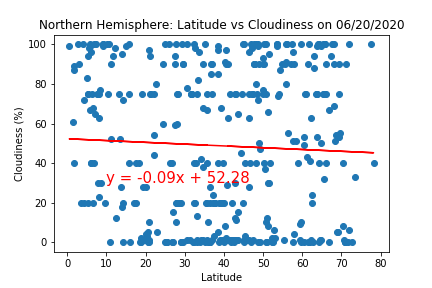 Northern Hemisphere: Latitude vs Cloudiness on 06/20/2020
100
80
60
40
20
0
Cloudiness (%)
y = -0.09x + 52.28
0 10 20 30 40 50 60 70 80
Latitude